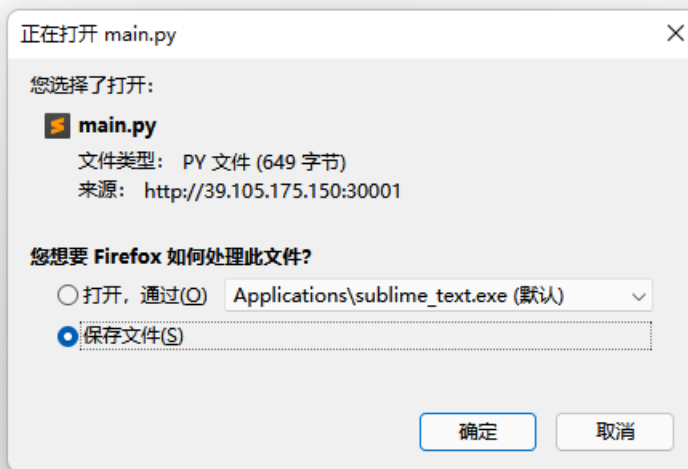 正在打开 main.py
您选择了打开：
main.py
文件类型： PY 文件 (649 字节)
来源： http://39.105.175.150:30001
您想要 Firefox 如何处理此文件？
打开，通过(O) Applications\sublime_text.exe (默认)
保存文件(S)
确定 取消